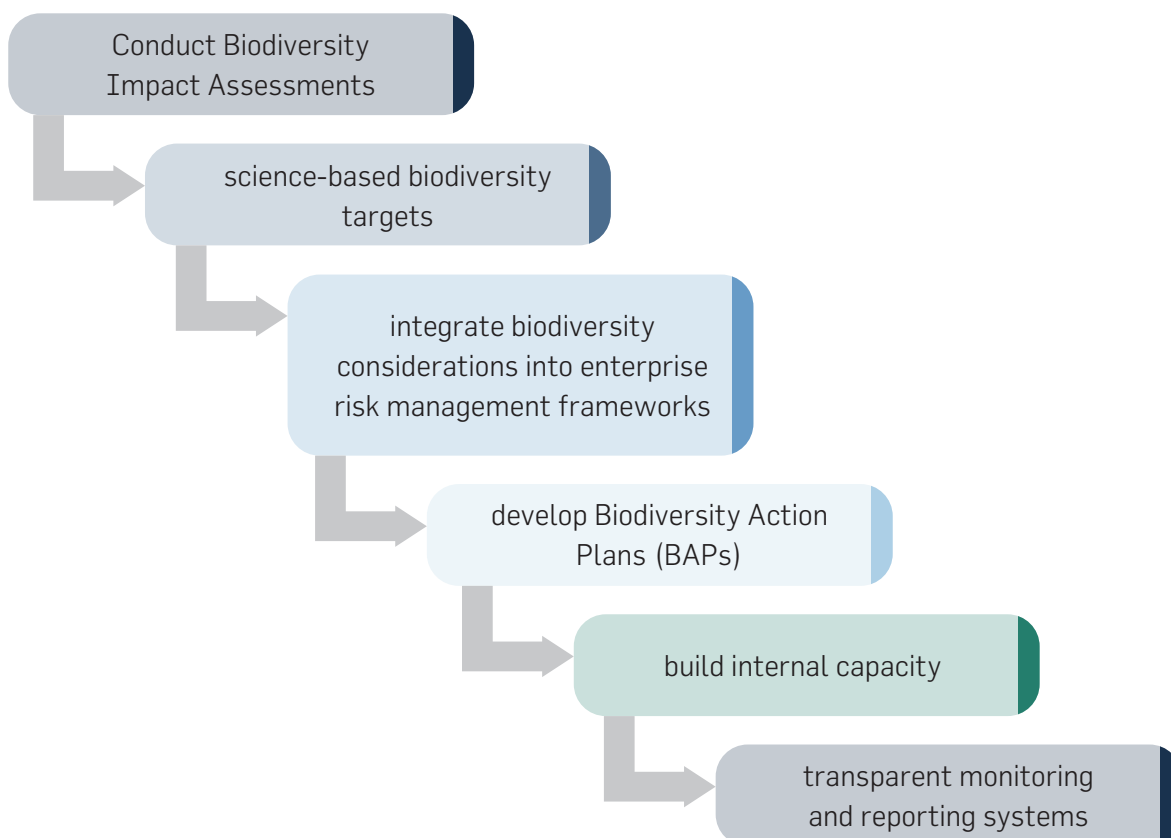 Conduct Biodiversity
Impact Assessments
science-based biodiversity
targets
integrate biodiversity
considerations into enterprise
risk management frameworks
develop Biodiversity Action
Plans (BAPs)
build internal capacity
transparent monitoring
and reporting systems